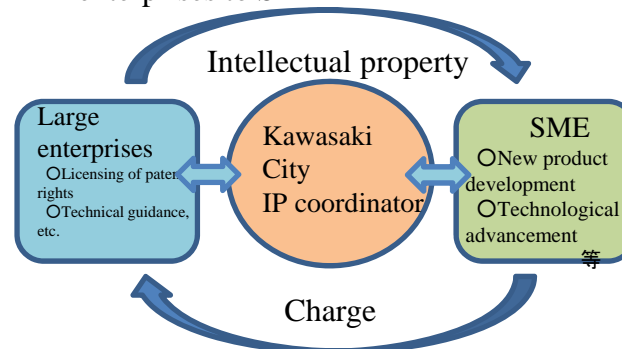 Intellectual property
Large
enterprises
○Licensing of paten
rights
○Technical guidance,
etc.
Kawasaki
City
IP coordinator
SME
○New product
development
○Technological
advancement
等
Charge